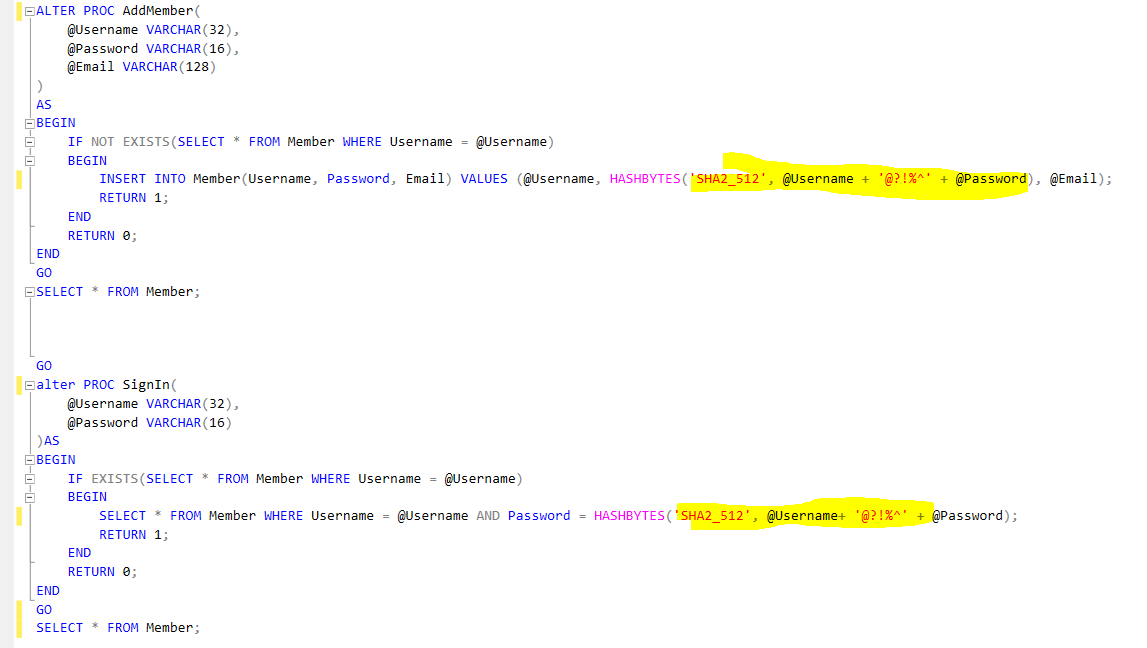 ALTER PROC AddMember(
@Username VARCHAR(32),
@Password VARCHAR(16),
@Email VARCHAR(128)
)
AS
BEGIN
IF NOT EXISTS(SELECT * FROM Member WHERE Username = @Username)
BEGIN
INSERT INTO Member(Username, Password, Email) VALUES (@Username, HASHBYTES('SHA2_512', @Username + '@?!%^' + @Password), @Email);
RETURN 1;
END
RETURN 0;
END
GO
SELECT * FROM Member;
GO
alter PROC SignIn(
@Username VARCHAR(32),
@Password VARCHAR(16)
)AS
BEGIN
IF EXISTS(SELECT * FROM Member WHERE Username = @Username)
BEGIN
SELECT * FROM Member WHERE Username = @Username AND Password = HASHBYTES('SHA2_512', @Username+ '@?!%^' + @Password);
RETURN 1;
END
RETURN 0;
END
GO
SELECT * FROM Member;